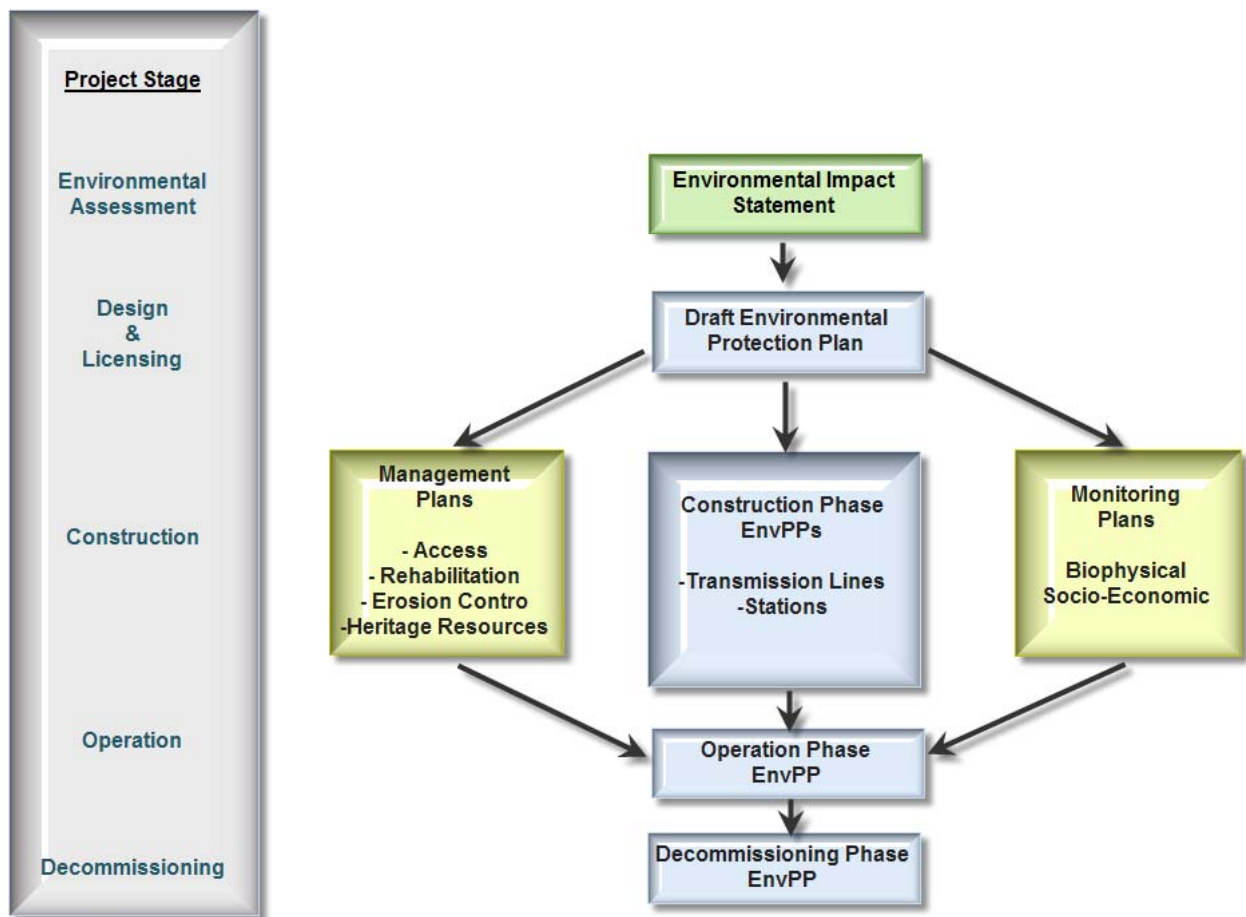 Project Stage
Environmental
Assessment
Design
&
Licensing
Construction
Operation
Decommissioning
Environmental Impact
Statement
Draft Environmental
Protection Plan
Management
Plans
- Access
- Rehabilitation
- Erosion Contro
-Heritage Resources
Construction Phase
EnvPPs
-Transmission Lines
-Stations
Monitoring
Plans
Biophysical
Socio-Economic
Operation Phase
EnvPP
Decommissioning Phase
EnvPP